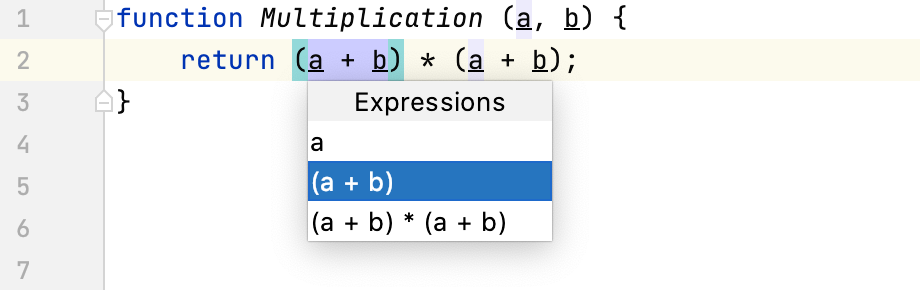 1 function Multiplication (a, b) {
2 return (a + b) * (a + b);
3 }
Expressions
4 a
5 (a + b)
6 (a + b) * (a + b)
7